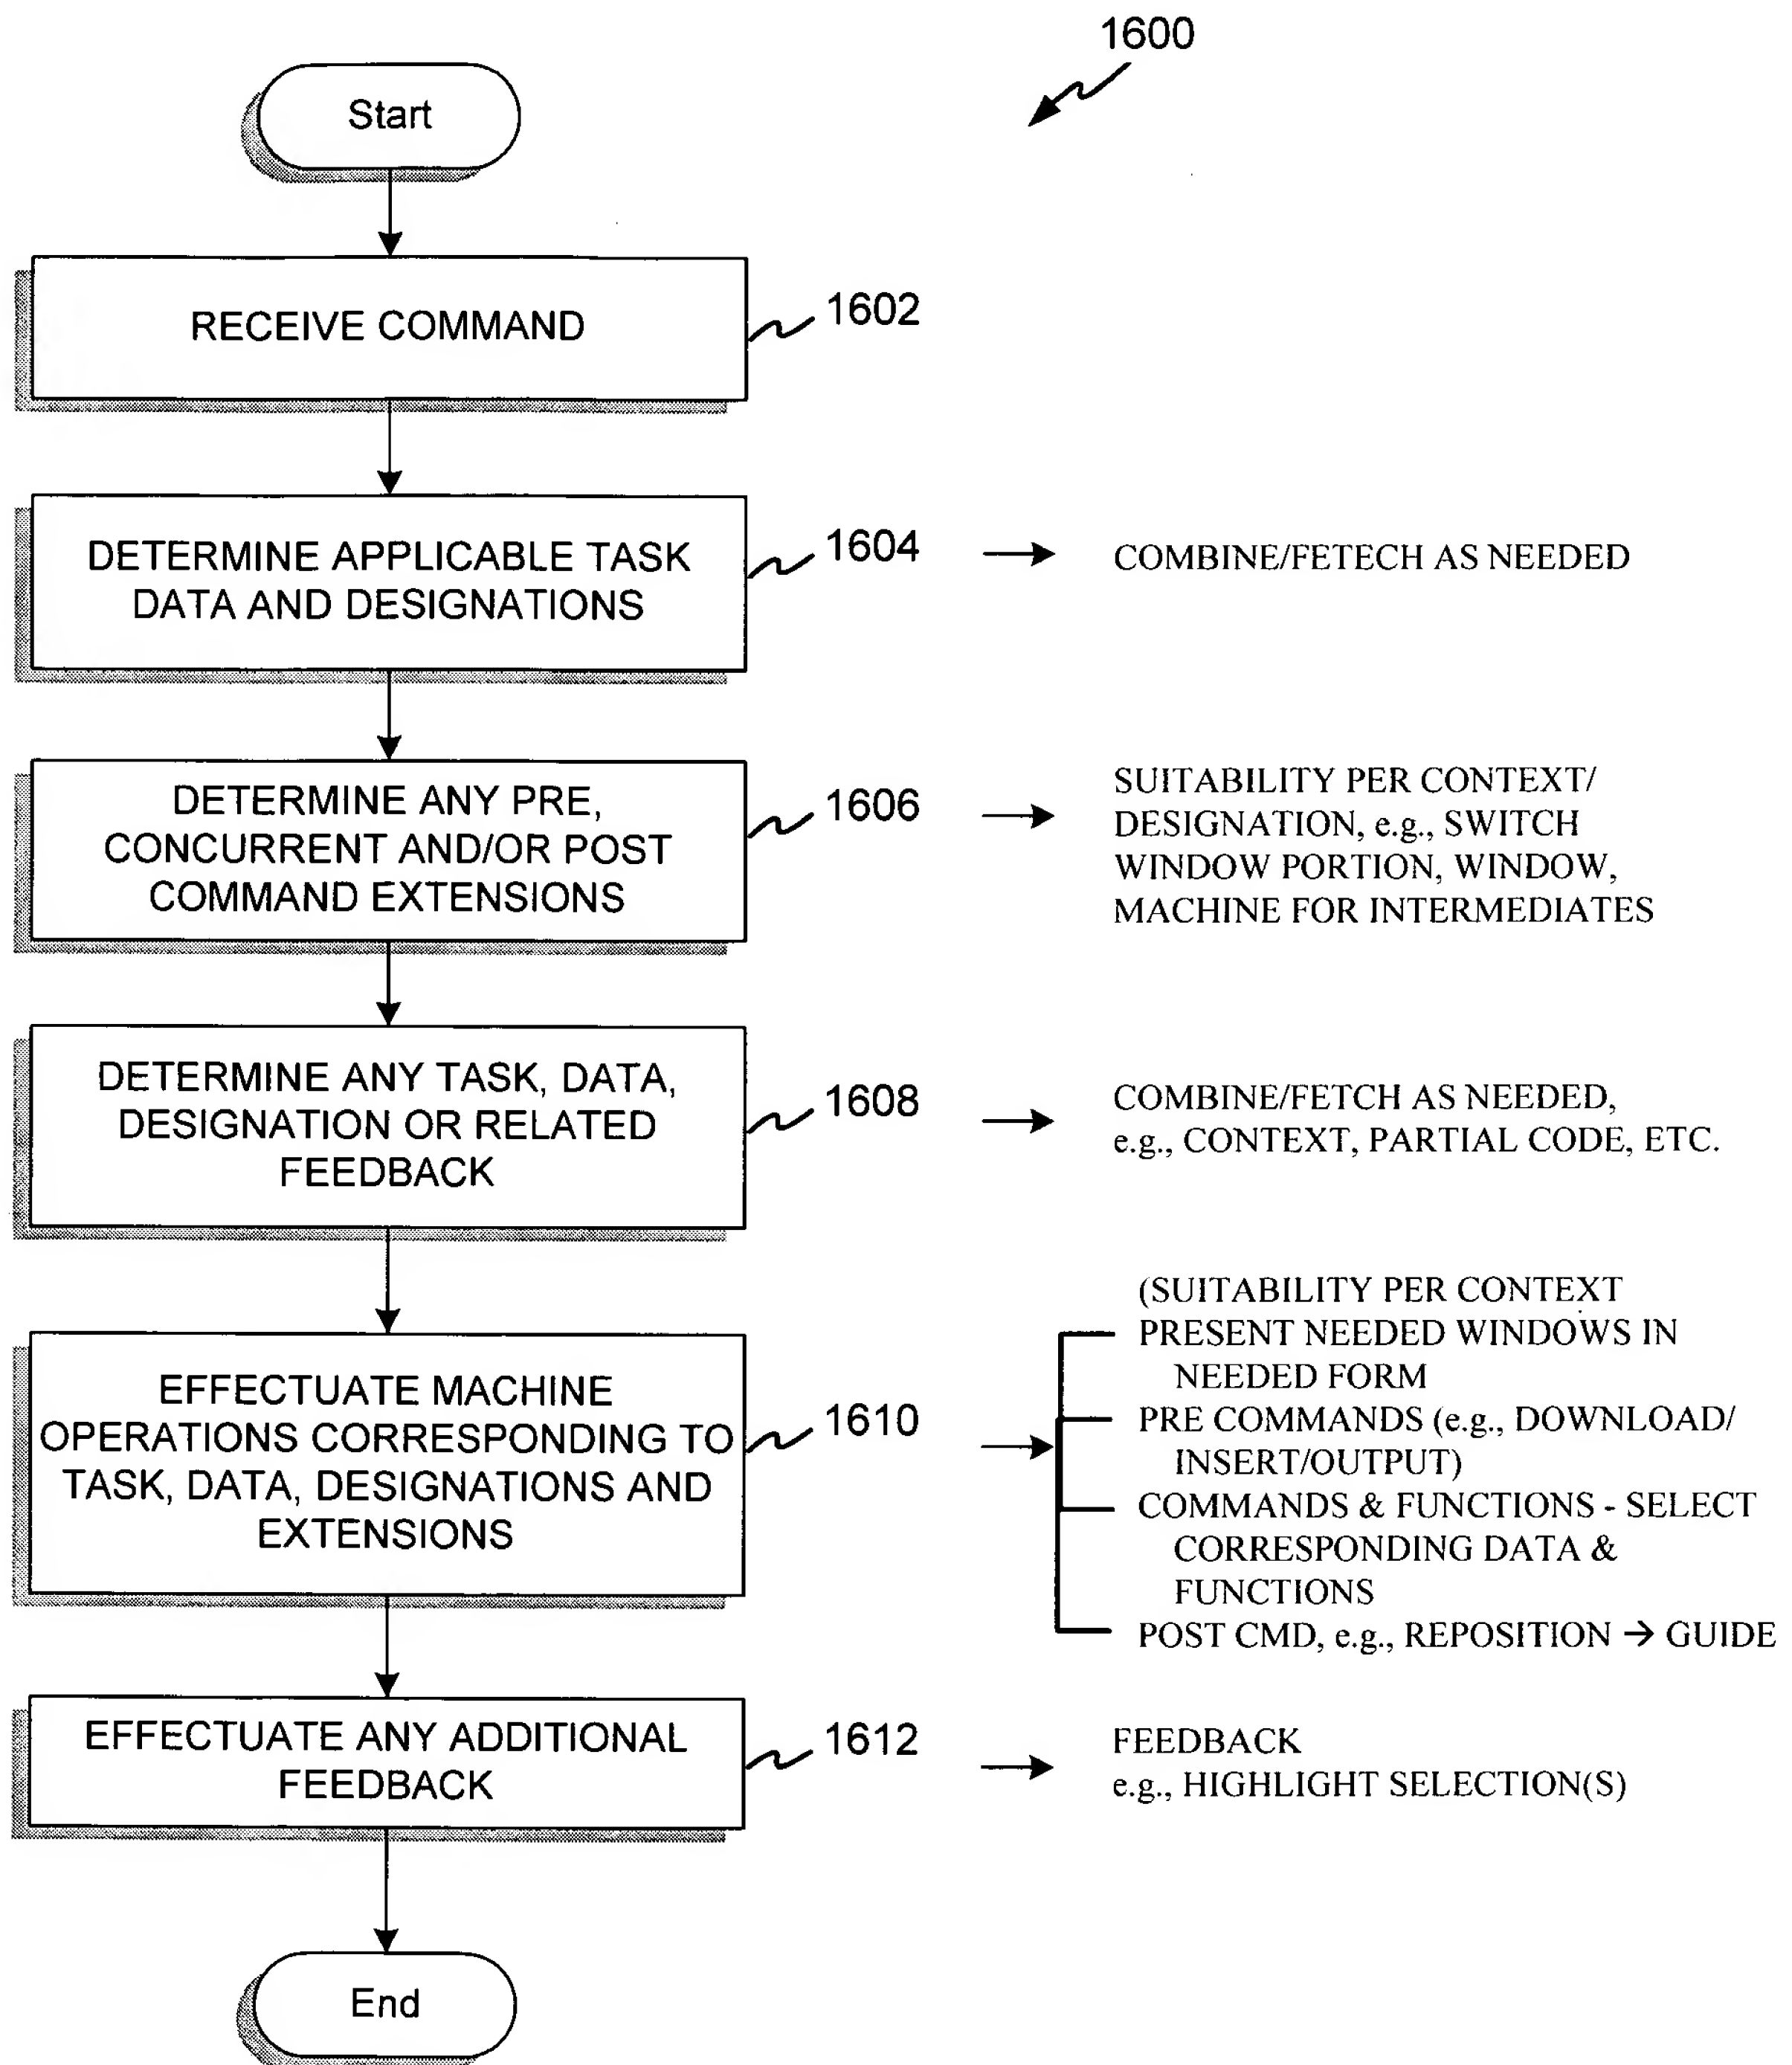 1600
Start
RECEIVE COMMAND
1602
DETERMINE APPLICABLE TASK
DATA AND DESIGNATIONS
1604
COMBINE/FETECH AS NEEDED
DETERMINE ANY PRE,
CONCURRENT AND/OR POST
COMMAND EXTENSIONS
1606
SUITABILITY PER CONTEXT/
DESIGNATION, e.g., SWITCH
WINDOW PORTION, WINDOW,
MACHINE FOR INTERMEDIATES
DETERMINE ANY TASK, DATA,
DESIGNATION OR RELATED
FEEDBACK
1608
COMBINE/FETCH AS NEEDED,
e.g., CONTEXT, PARTIAL CODE, ETC.
EFFECTUATE MACHINE
OPERATIONS CORRESPONDING TO
TASK, DATA, DESIGNATIONS AND
EXTENSIONS
1610
(SUITABILITY PER CONTEXT
PRESENT NEEDED WINDOWS IN
NEEDED FORM
PRE COMMANDS (e.g., DOWNLOAD/
INSERT/OUTPUT)
COMMANDS & FUNCTIONS - SELECT
CORRESPONDING DATA &
FUNCTIONS
POST CMD, e.g., REPOSITION → GUIDE
EFFECTUATE ANY ADDITIONAL
FEEDBACK
1612
FEEDBACK
e.g., HIGHLIGHT SELECTION(S)
End